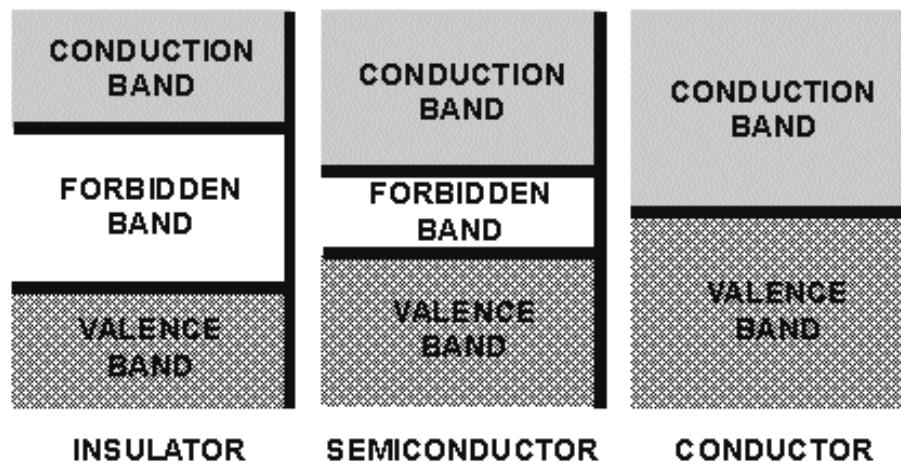 CONDUCTION
BAND
FORBIDDEN
BAND
VALENCE
BAND
INSULATOR
CONDUCTION
BAND
FORBIDDEN
BAND
VALENCE
BAND
SEMICONDUCTOR
CONDUCTION
BAND
VALENCE
BAND
CONDUCTOR